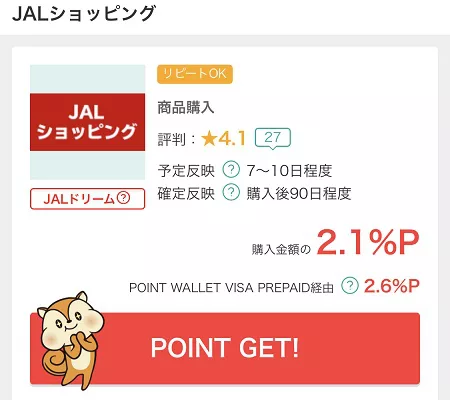 JALショッピング
リピートOK
JAL
ショッピング
商品購入
評判：★4.1 27
予定反映 ? 7〜10日程度
JALドリーム?
確定反映 ? 購入後90日程度
購入金額の 2.1%P
POINT WALLET VISA PREPAID経由 ? 2.6%P
POINT GET!